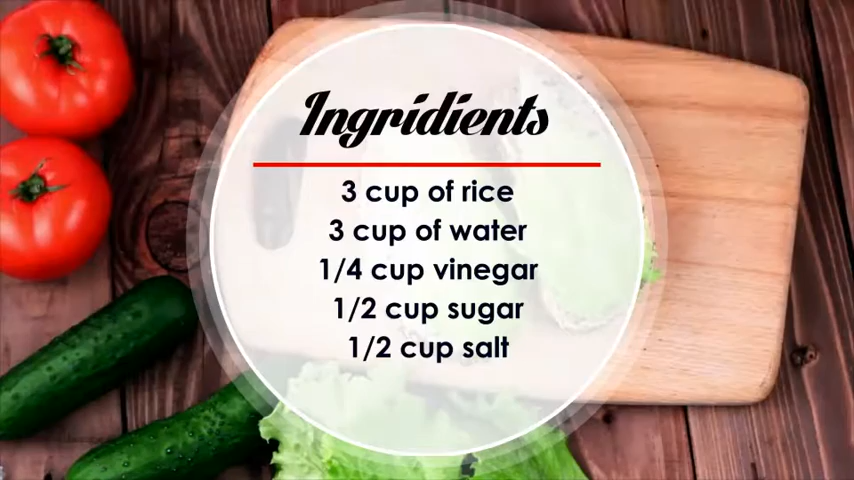 Ingridients
3 cup of rice
3 cup of water
1/4 cup vinegar
1/2 cup sugar
1/2 cup salt